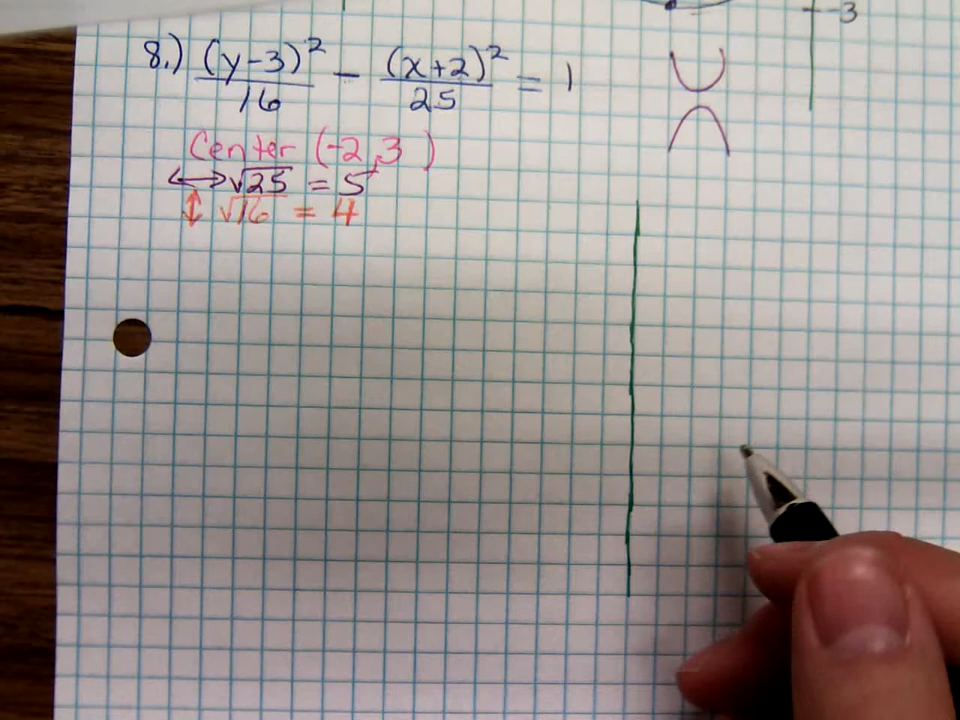 -3
8.) (y-3)²/16 - (x+2)²/25 = 1
Center (-2,3)
↔ √25 = 5
↕ √16 = 4